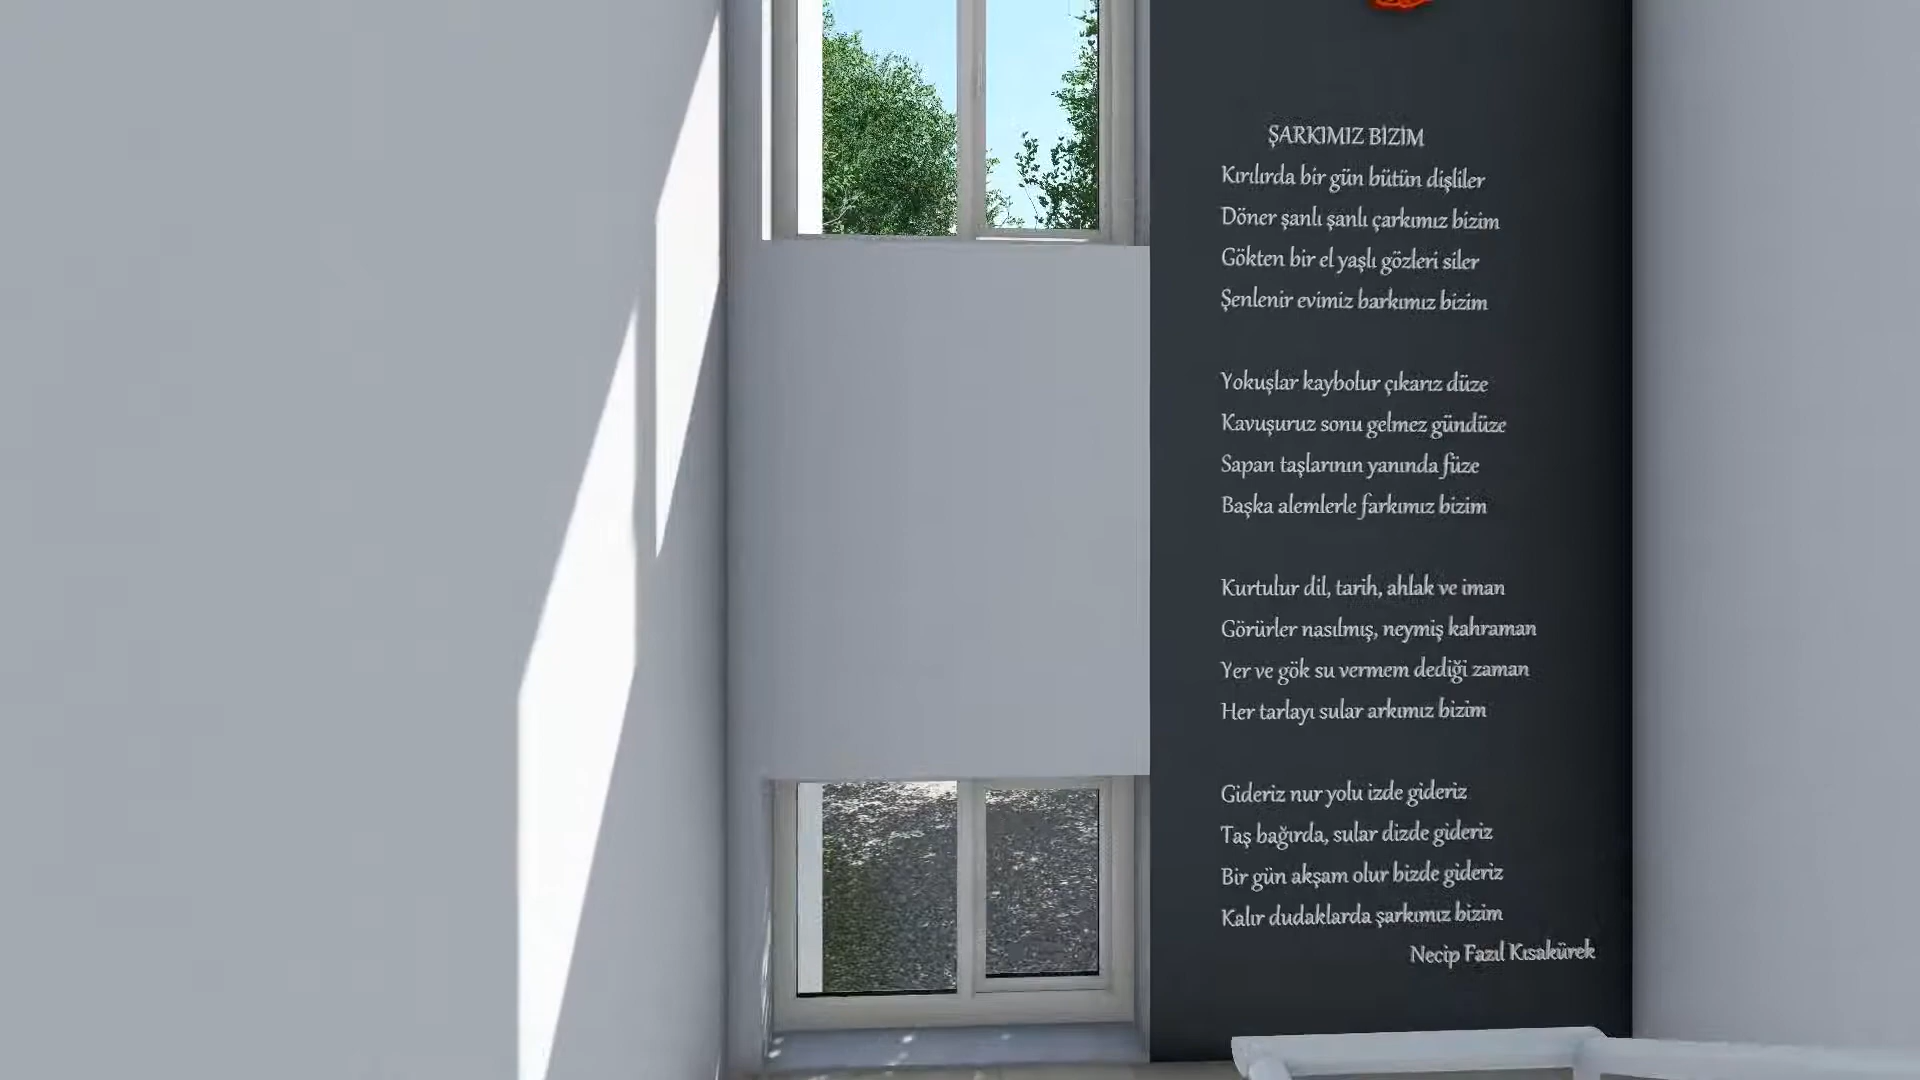 ŞARKIMIZ BİZİM
Kırılırda bir gün bütün dişliler
Döner şanlı şanlı çarkımız bizim
Gökten bir el yaşlı gözleri siler
Şenlenir evimiz barkımız bizim
Yokuşlar kaybolur çıkarız düze
Kavuşuruz sonu gelmez gündüze
Sapan taşlarının yanında füze
Başka alemlerle farkımız bizim
Kurtulur dil, tarih, ahlak ve iman
Görürler nasılmış, neymiş kahraman
Yer ve gök su vermem dediği zaman
Her tarlayı sular arkımız bizim
Gideriz nur yolu izde gideriz
Taş bağırda, sular dizde gideriz
Bir gün akşam olur bizde gideriz
Kalır dudaklarda şarkımız bizim
Necip Fazıl Kısakürek